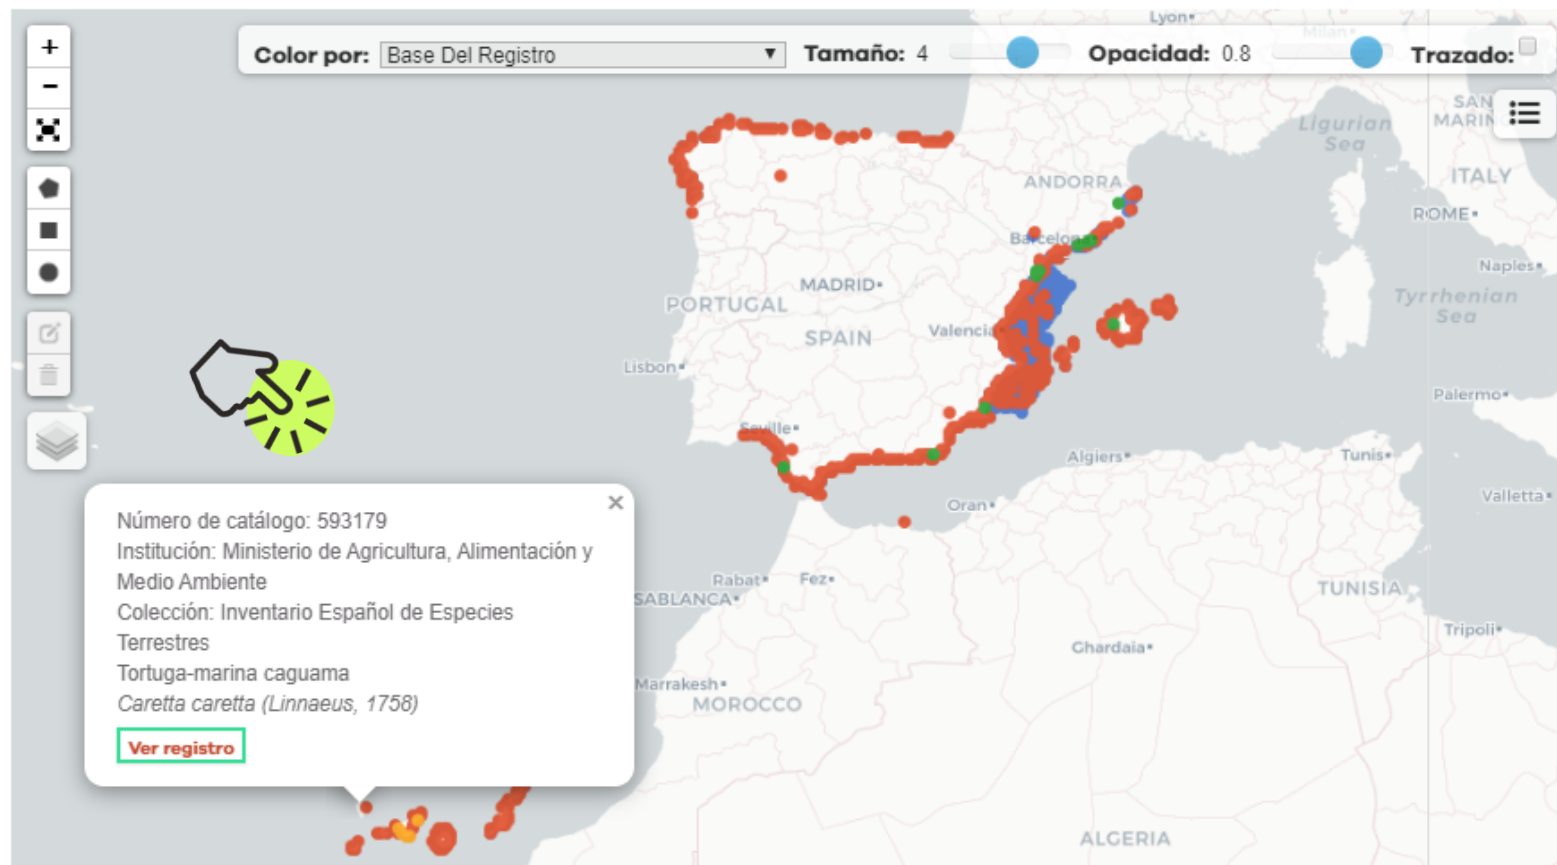 Lyon
Milan
+
Color por: Base Del Registro ▼ Tamaño: 4 Opacidad: 0.8 Trazado:
-
SAN
MARIN
Ligurian
Sea
ANDORRA
ITALY
ROME
Barcelona
Naples
MADRID
PORTUGAL
Tyrrhenian
Sea
Valencia
SPAIN
Lisbon
Palermo
Seville
Algiers
Tunis
Valletta
Oran
×
Número de catálogo: 593179
Institución: Ministerio de Agricultura, Alimentación y
Medio Ambiente
Colección: Inventario Español de Especies
Terrestres
Tortuga-marina caguama
Caretta caretta (Linnaeus, 1758)
Ver registro
Rabat
Fez
SABLANCA
TUNISIA
Tripoli
Ghardaia
Marrakesh
MOROCCO
ALGERIA